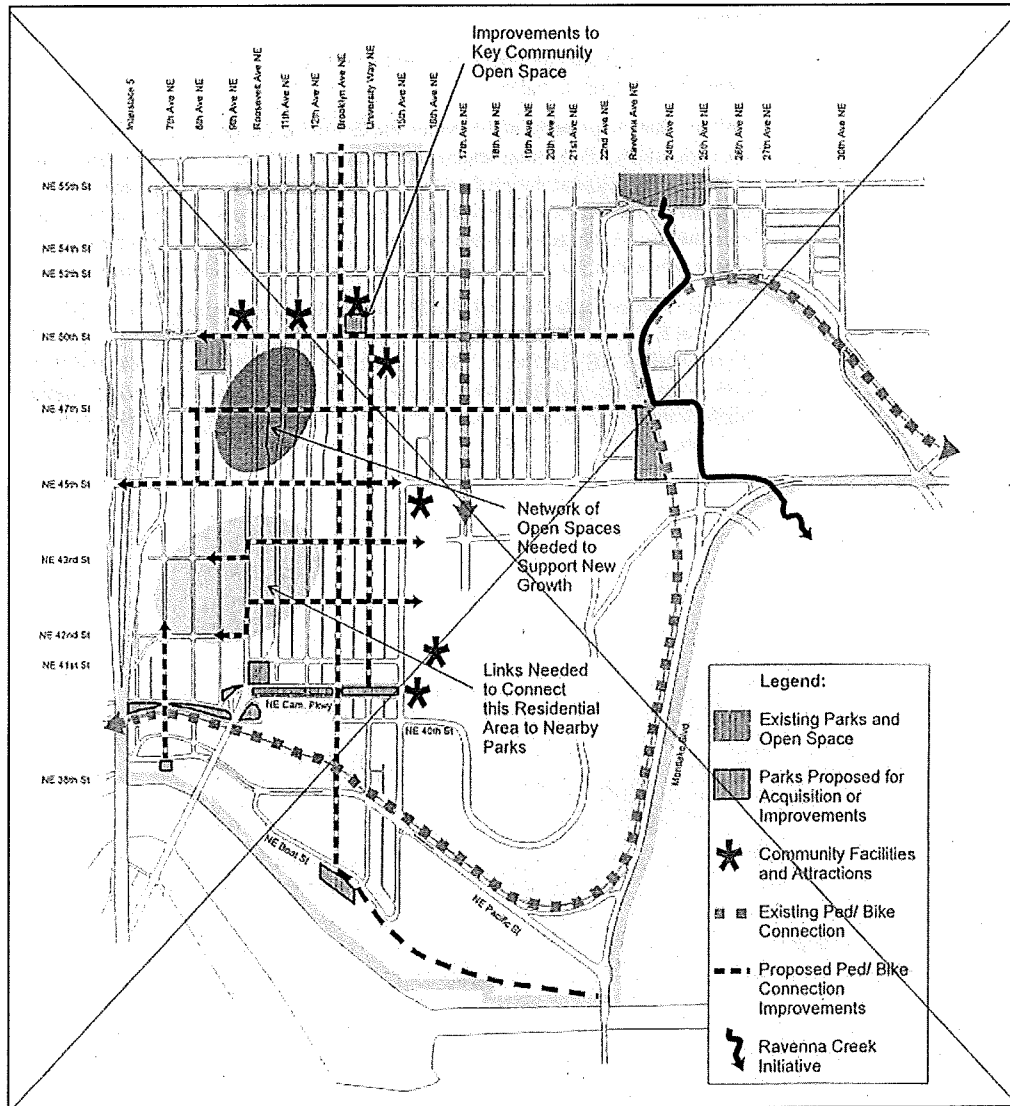 Improvements to
Key Community
Open Space
Interstate 5
7th Ave NE
8th Ave NE
9th Ave NE
Roosevelt Ave NE
11th Ave NE
12th Ave NE
Brooklyn Ave NE
University Way NE
15th Ave NE
16th Ave NE
17th Ave NE
18th Ave NE
19th Ave NE
20th Ave NE
21st Ave NE
22nd Ave NE
Ravenna Ave NE
24th Ave NE
25th Ave NE
26th Ave NE
27th Ave NE
30th Ave NE
NE 55th St
NE 54th St
NE 50th St
NE 47th St
NE 45th St
Network of
Open Spaces
Needed to
Support New
Growth
NE 43rd St
NE 42nd St
NE 41st St
Links Needed
to Connect
this Residential
Area to Nearby
Parks
NE Cam. Pkwy
NE 40th St
NE 38th St
Montlake Blvd
NE Boat St
NE Pacific St
Legend:
Existing Parks and
Open Space
Parks Proposed for
Acquisition or
Improvements
Community Facilities
and Attractions
Existing Ped/ Bike
Connection
Proposed Ped/ Bike
Connection
Improvements
Ravenna Creek
Initiative